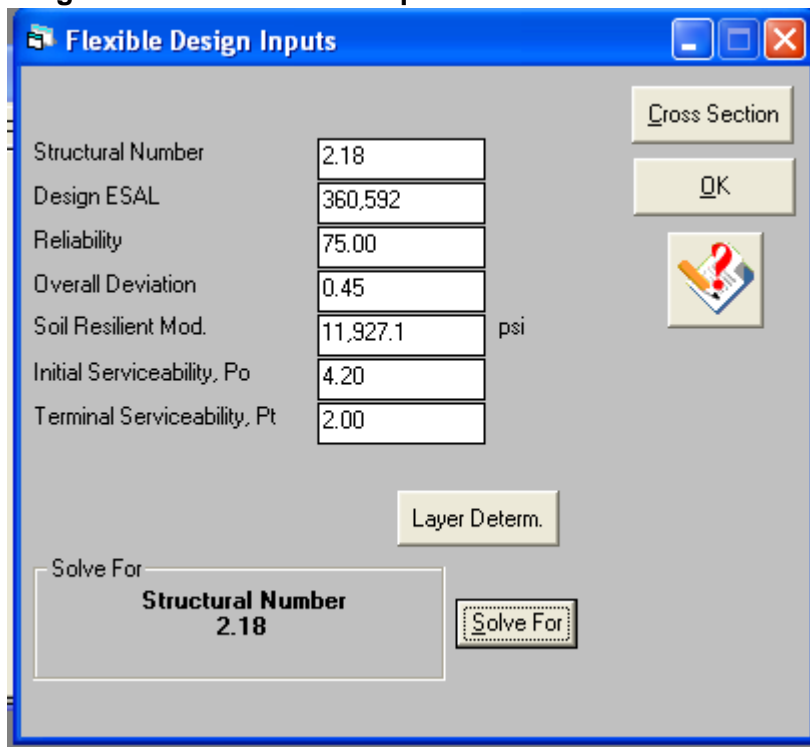 Flexible Design Inputs
Cross Section
Structural Number 2.18
OK
Design ESAL 360,592
Reliability 75.00
Overall Deviation 0.45
Soil Resilient Mod. 11,927.1 psi
Initial Serviceability, Po 4.20
Terminal Serviceability, Pt 2.00
Layer Determ.
Solve For
Structural Number
2.18
Solve For